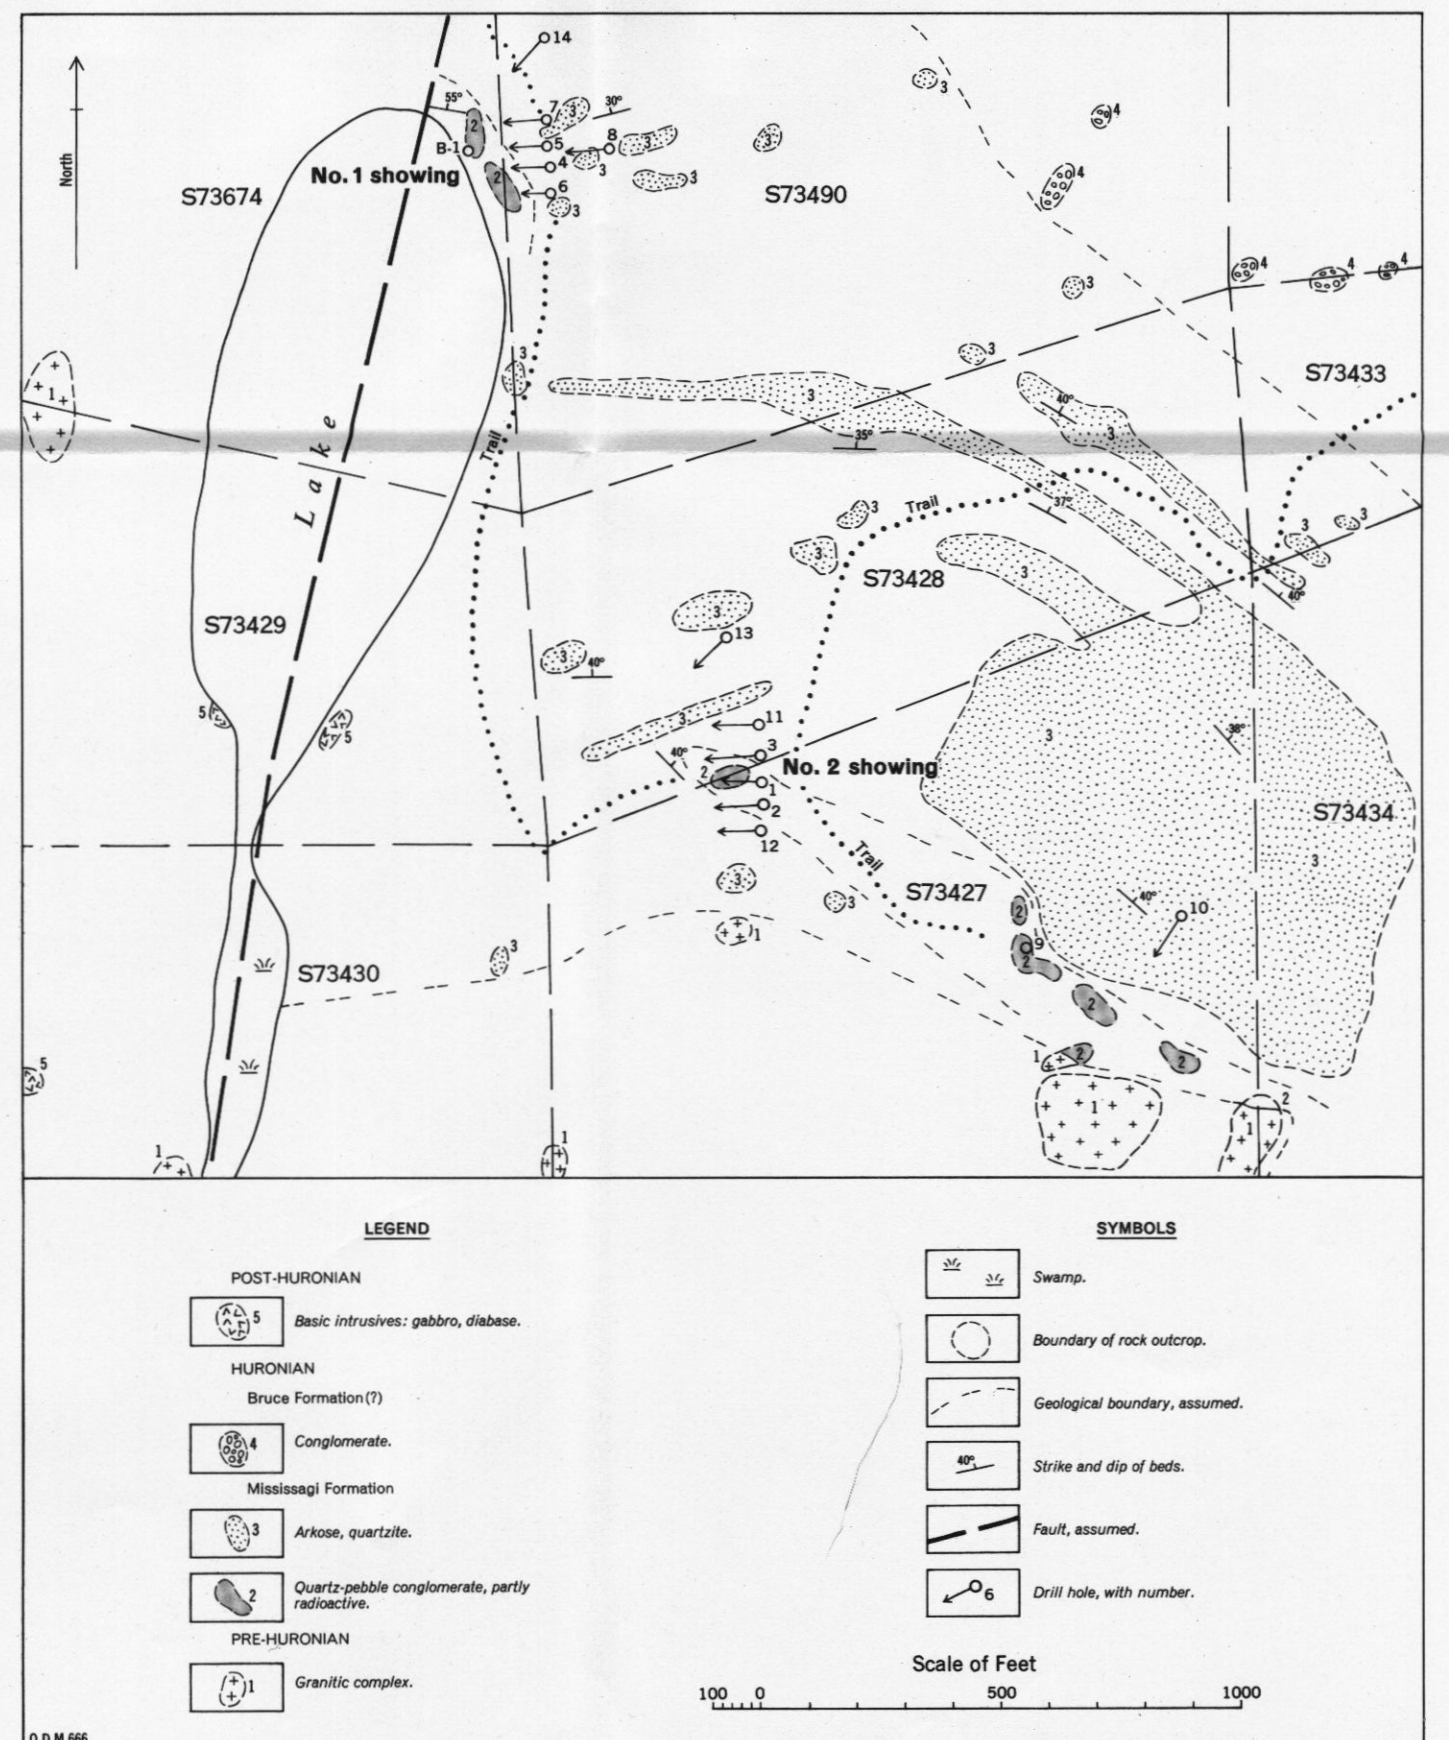 14
55°
7
3
30°
2
B-1
5
8
3
3
4
3
4
North
No. 1 showing
2
4
3
4
S73674
6
3
S73490
4
4
4
3
3
3
S73433
1
3
40°
3
Lake
Trail
35°
3
Trail
37°
3
3
3
3
S73428
3
40°
3
S73429
13
3
40°
5
5
3
11
3
38°
40°
3
2
No. 2 showing
1
2
S73434
12
3
Trail
3
3
S73427
40°
2
10
1
3
9
2
S73430
2
5
1
2
2
1
2
1
1
1
LEGEND
POST-HURONIAN
5 Basic intrusives: gabbro, diabase.
HURONIAN
Bruce Formation (?)
4 Conglomerate.
Mississagi Formation
3 Arkose, quartzite.
2 Quartz-pebble conglomerate, partly
radioactive.
PRE-HURONIAN
1 Granitic complex.
SYMBOLS
Swamp.
Boundary of rock outcrop.
Geological boundary, assumed.
40° Strike and dip of beds.
Fault, assumed.
6 Drill hole, with number.
Scale of Feet
100 0 500 1000
O.D.M. 666